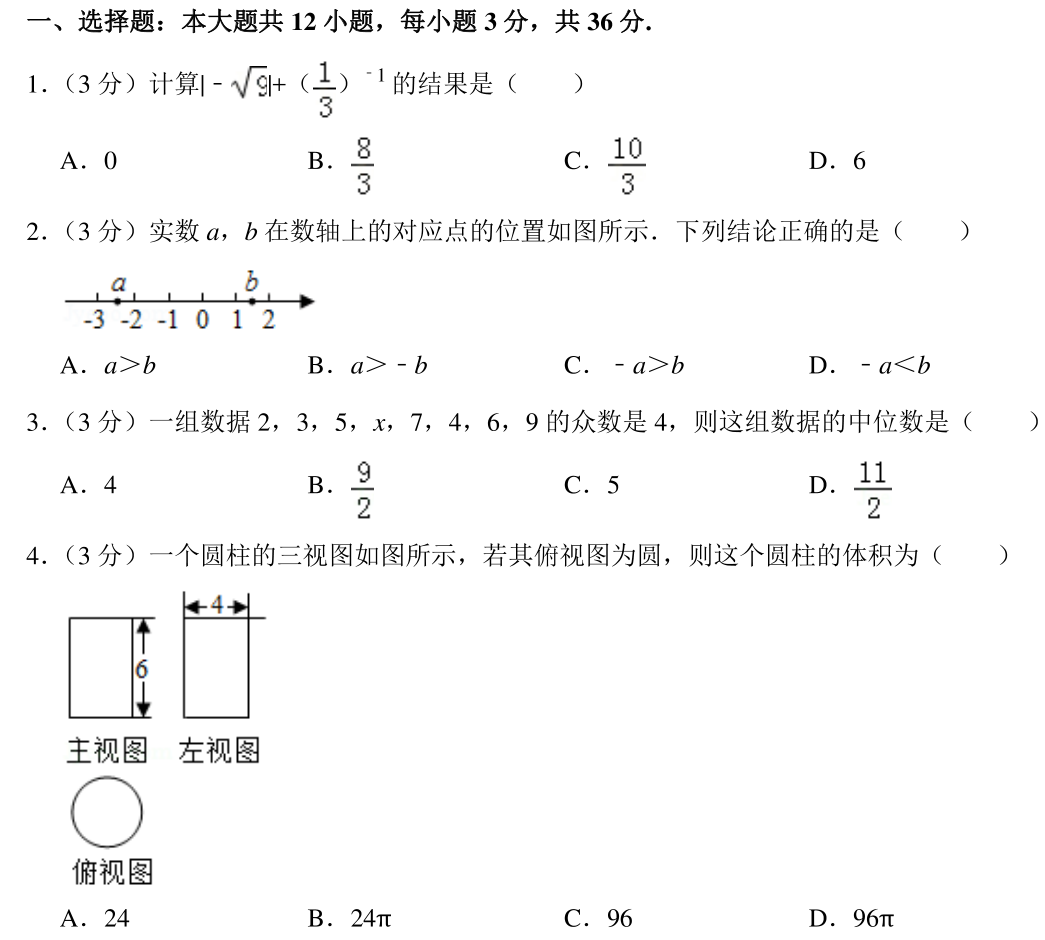 一、选择题：本大题共 12 小题，每小题 3 分，共 36 分．
1．（3 分）计算|﹣√9|+（1/3）﹣1 的结果是（　　）
A．0 B．8/3 C．10/3 D．6
2．（3 分）实数 a，b 在数轴上的对应点的位置如图所示．下列结论正确的是（　　）
a b
-3 -2 -1 0 1 2
A．a＞b B．a＞﹣b C．﹣a＞b D．﹣a＜b
3．（3 分）一组数据 2，3，5，x，7，4，6，9 的众数是 4，则这组数据的中位数是（　　）
A．4 B．9/2 C．5 D．11/2
4．（3 分）一个圆柱的三视图如图所示，若其俯视图为圆，则这个圆柱的体积为（　　）
4
6
主视图 左视图
俯视图
A．24 B．24π C．96 D．96π